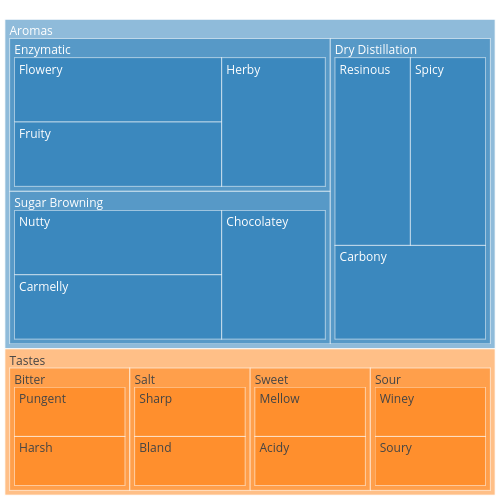 Aromas
Enzymatic
Flowery
Herby
Fruity
Sugar Browning
Nutty
Chocolatey
Carmelly
Dry Distillation
Resinous
Spicy
Carbony
Tastes
Bitter
Pungent
Harsh
Salt
Sharp
Bland
Sweet
Mellow
Acidy
Sour
Winey
Soury